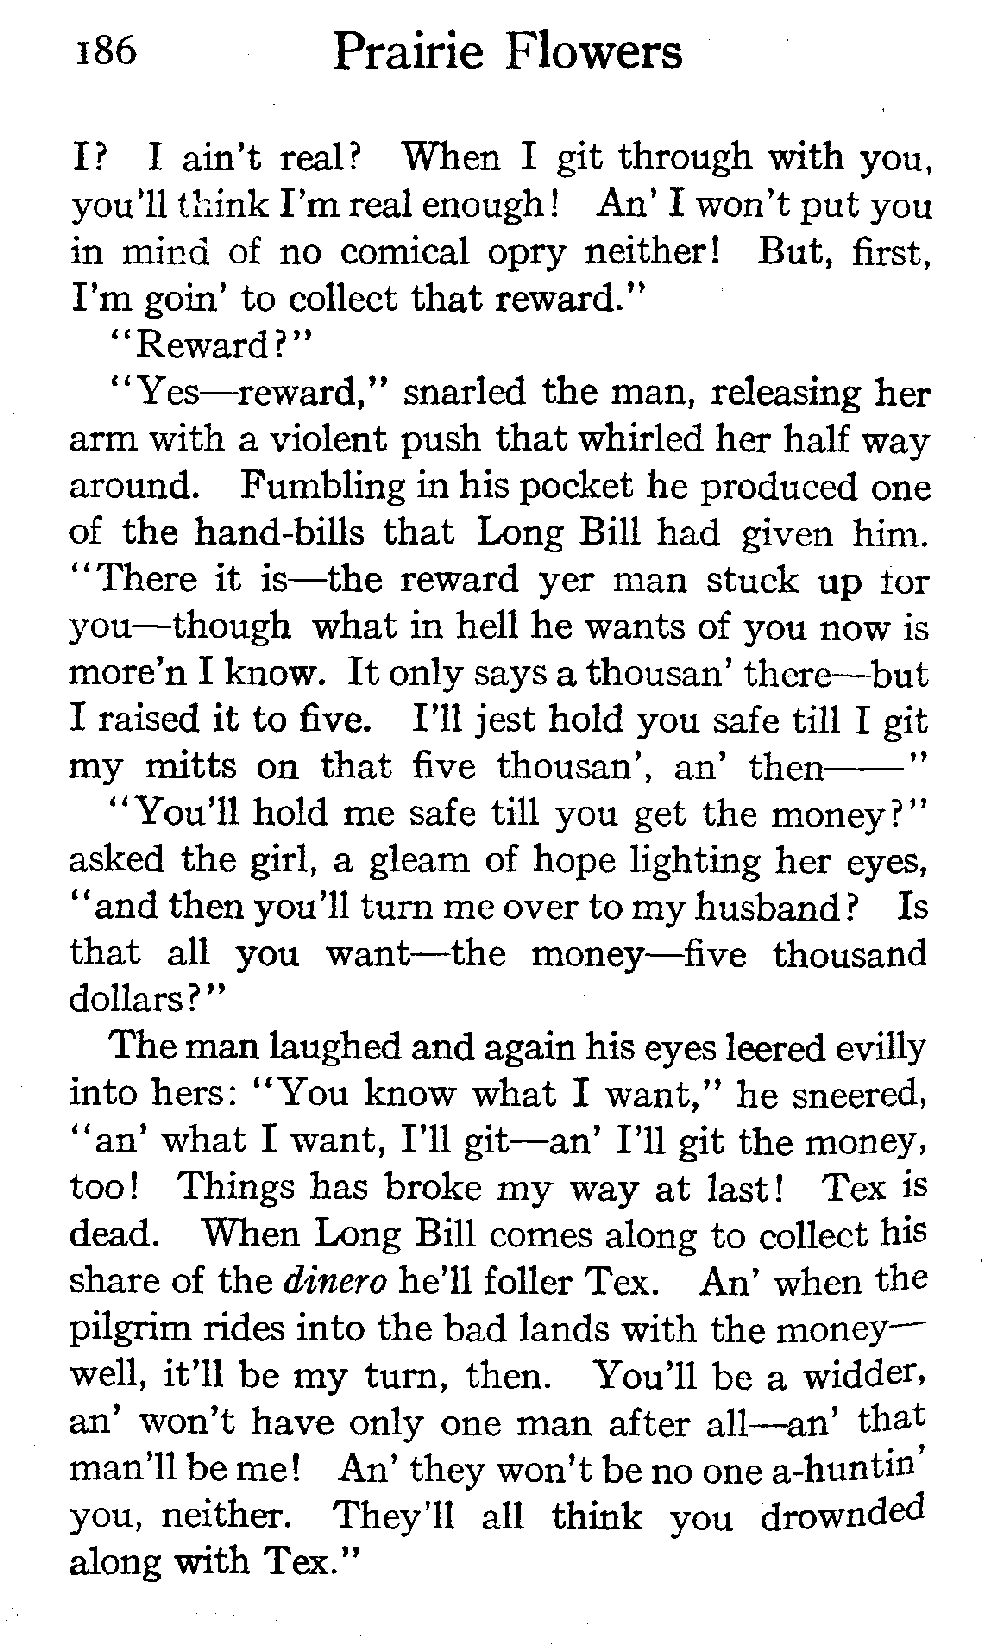 186 Prairie Flowers
I? I ain't real? When I git through with you,
you'll think I'm real enough! An' I won't put you
in mind of no comical opry neither! But, first,
I'm goin' to collect that reward."
"Reward?"
"Yes—reward," snarled the man, releasing her
arm with a violent push that whirled her half way
around. Fumbling in his pocket he produced one
of the hand-bills that Long Bill had given him.
"There it is—the reward yer man stuck up for
you—though what in hell he wants of you now is
more'n I know. It only says a thousan' there—but
I raised it to five. I'll jest hold you safe till I git
my mitts on that five thousan', an' then——"
"You'll hold me safe till you get the money?"
asked the girl, a gleam of hope lighting her eyes,
"and then you'll turn me over to my husband? Is
that all you want—the money—five thousand
dollars?"
The man laughed and again his eyes leered evilly
into hers: "You know what I want," he sneered,
"an' what I want, I'll git—an' I'll git the money,
too! Things has broke my way at last! Tex is
dead. When Long Bill comes along to collect his
share of the dinero he'll foller Tex. An' when the
pilgrim rides into the bad lands with the money—
well, it'll be my turn, then. You'll be a widder,
an' won't have only one man after all—an' that
man'll be me! An' they won't be no one a-huntin'
you, neither. They'll all think you drownded
along with Tex."